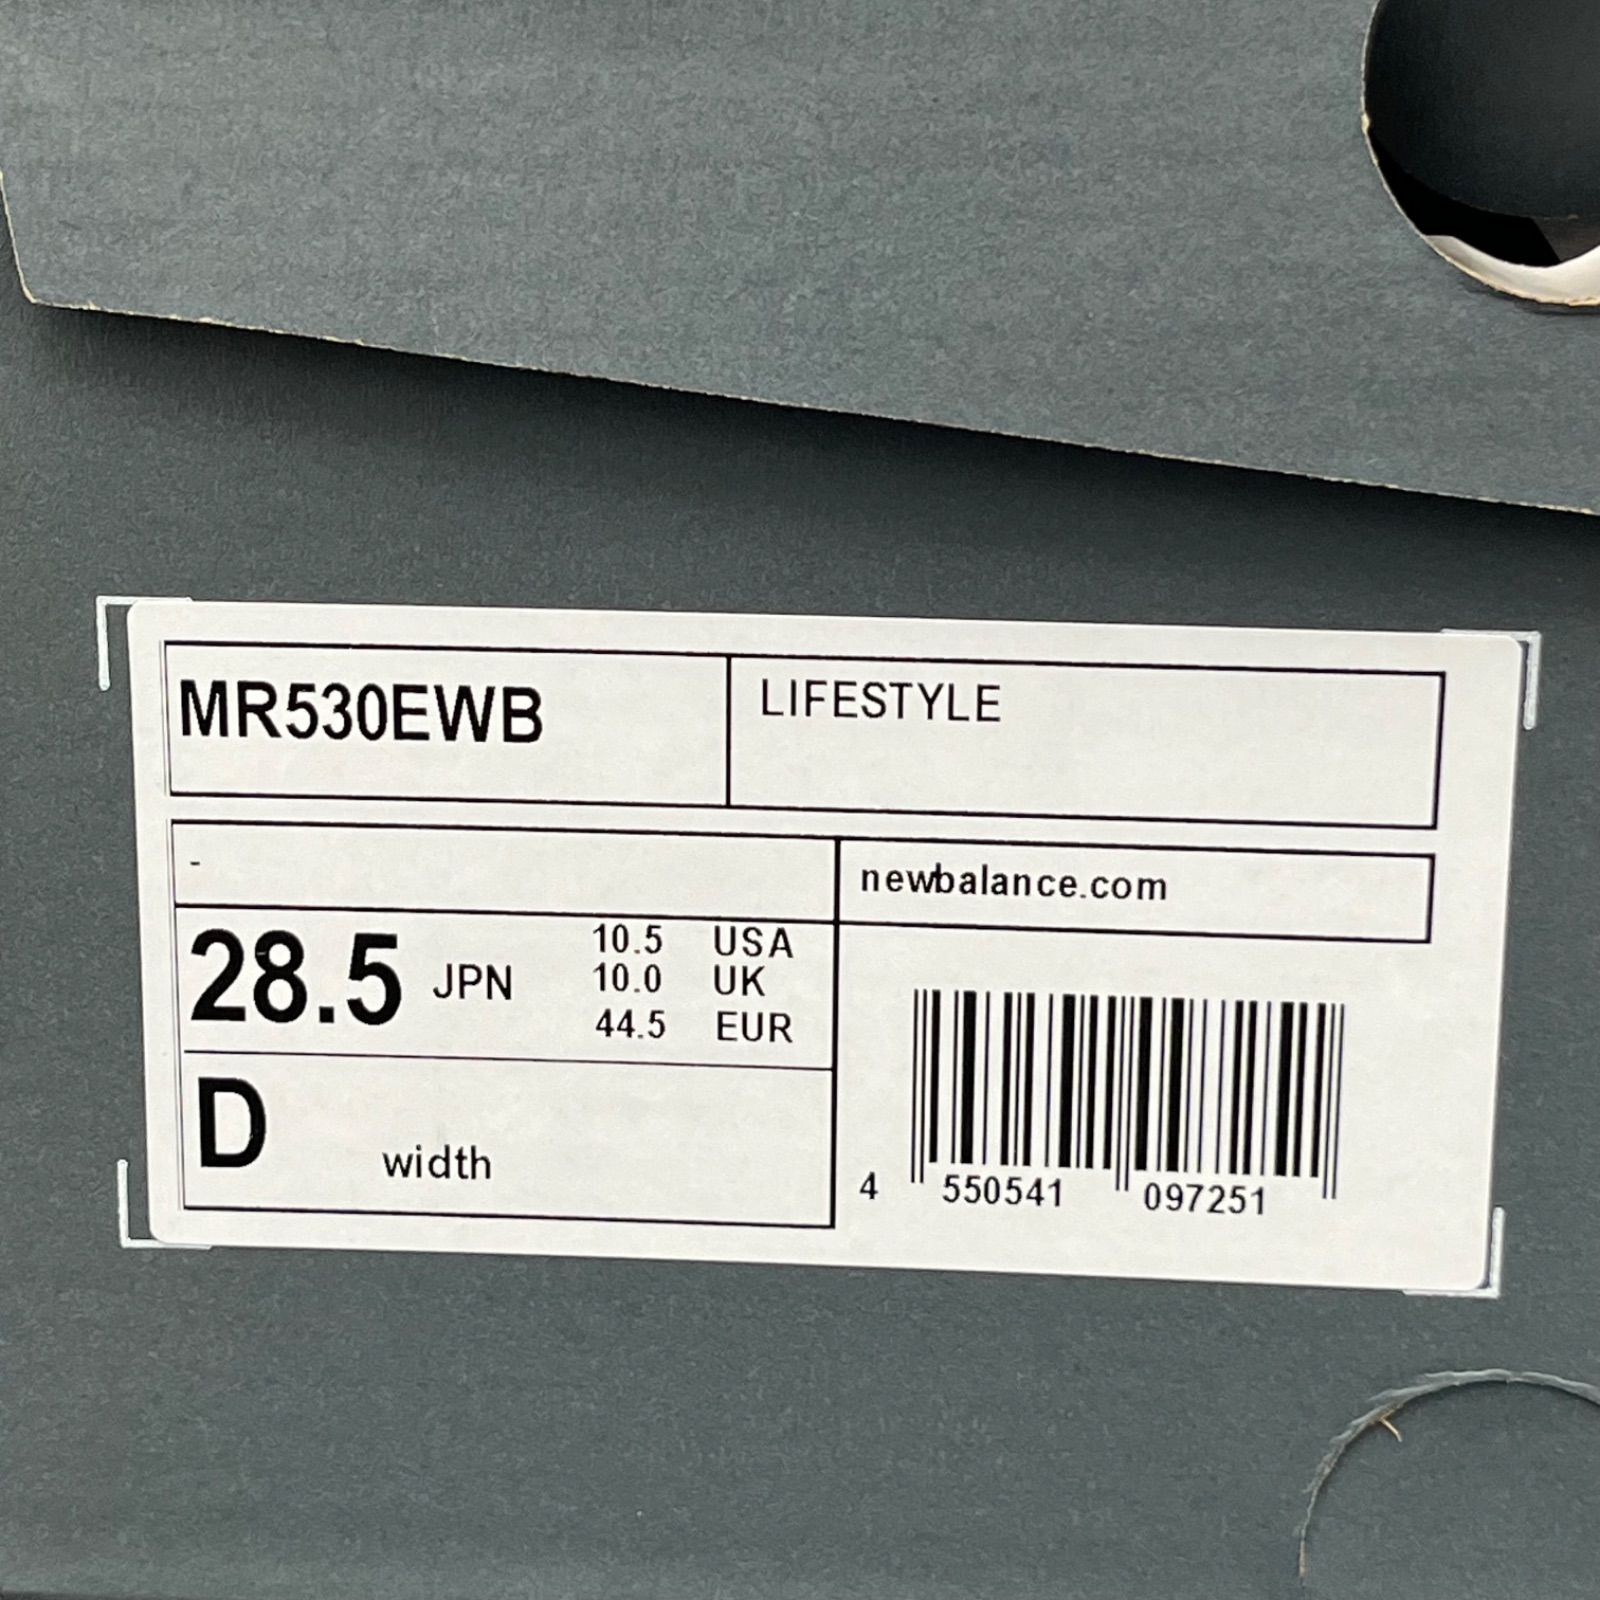 MR530EWB
LIFESTYLE
-
newbalance.com
28.5 JPN
10.5 USA
10.0 UK
44.5 EUR
D width
4 550541 097251